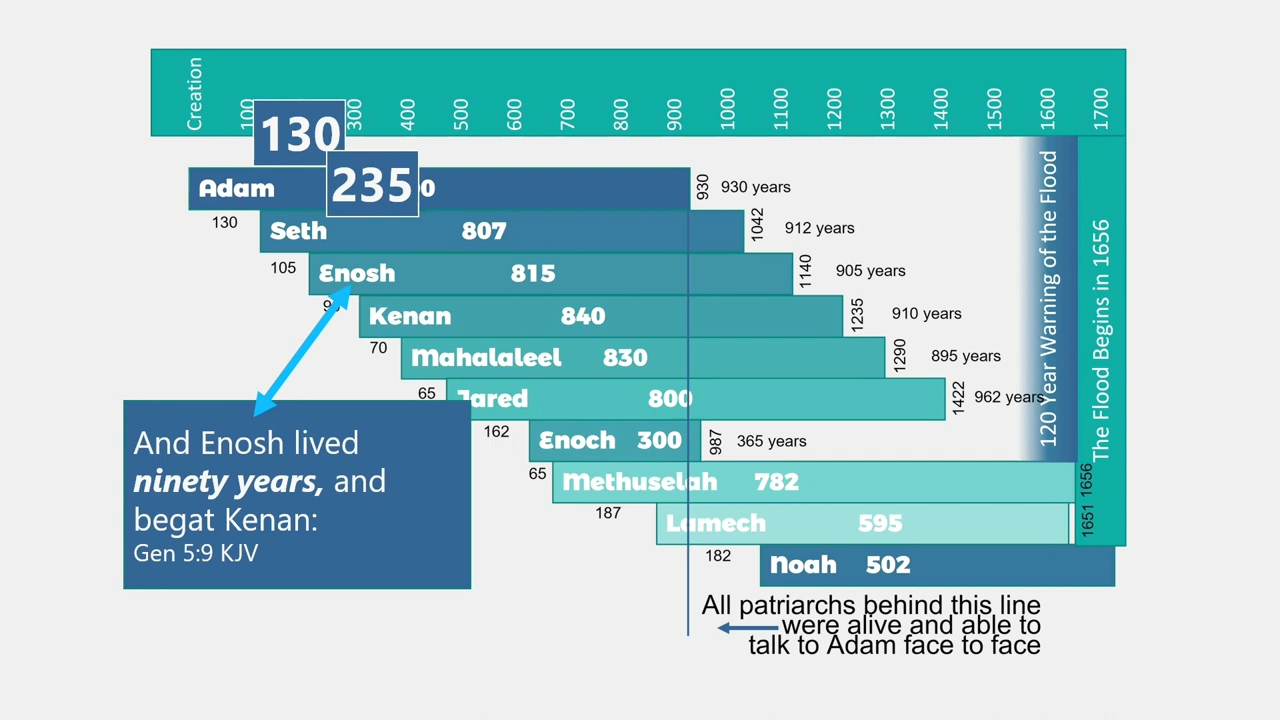 Creation
300
400
500
600
700
800
900
1000
1100
1200
1300
1400
1500
1600
1700
130
235
Adam
930
930 years
130
Seth 807
1042
912 years
105
Enosh 815
1140
905 years
Kenan 840
1235
910 years
70
Mahalaleel 830
1290
895 years
65
Jared 800
1422
962 years
162
Enoch 300
987
365 years
65
Methuselah 782
1656
187
Lamech 595
1651
182
Noah 502
120 Year Warning of the Flood
The Flood Begins in 1656
And Enosh lived
ninety years, and
begat Kenan:
Gen 5:9 KJV
All patriarchs behind this line
were alive and able to
talk to Adam face to face